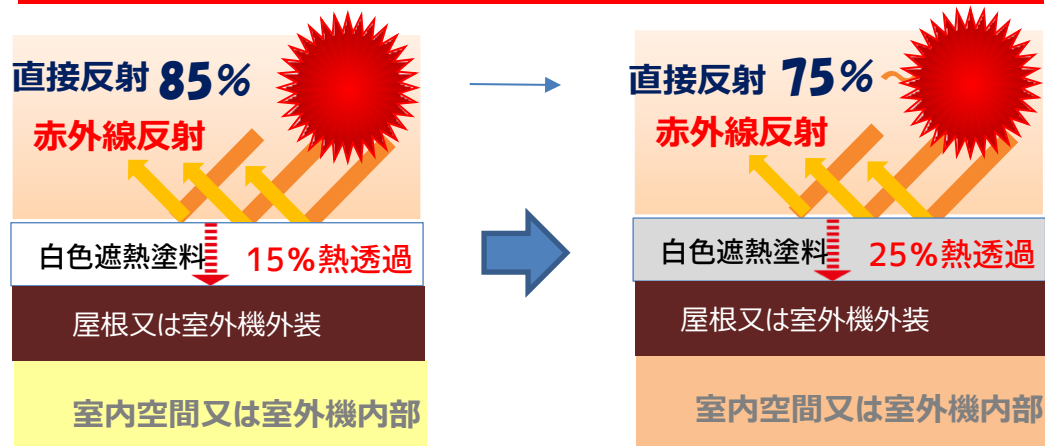 直接反射 85%
赤外線反射
白色遮熱塗料 15%熱透過
屋根又は室外機外装
室内空間又は室外機内部
直接反射 75%
赤外線反射
白色遮熱塗料 25%熱透過
屋根又は室外機外装
室内空間又は室外機内部